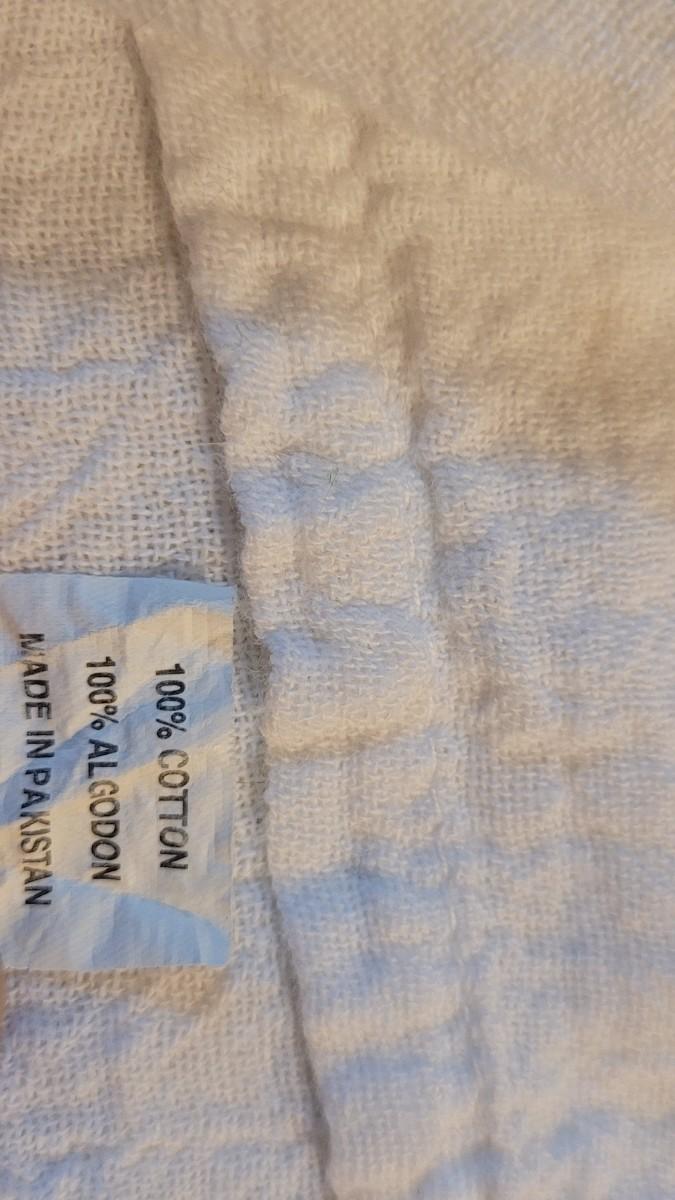 100% COTTON
100% ALGODON
MADE IN PAKISTAN